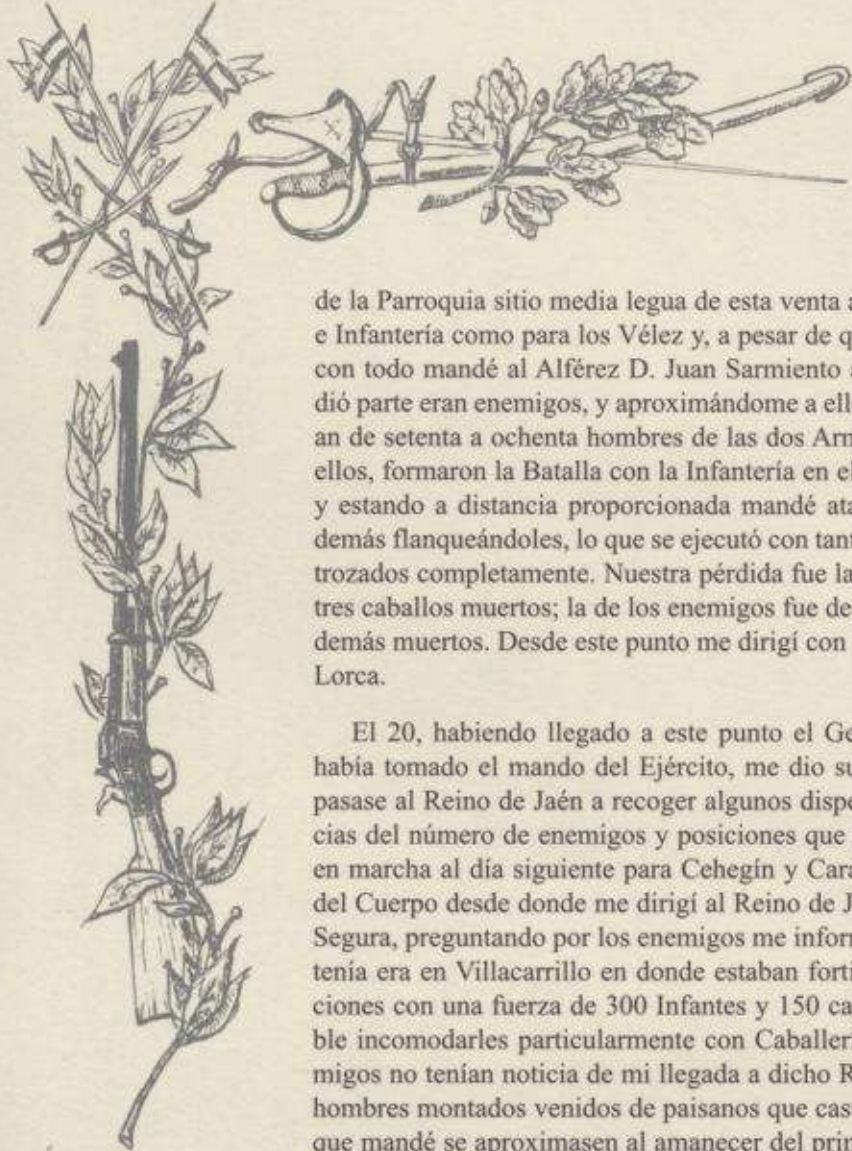 de la Parroquia sitio media legua de esta venta a
e Infantería como para los Vélez y, a pesar de q
con todo mandé al Alférez D. Juan Sarmiento a
dió parte eran enemigos, y aproximándome a ell
an de setenta a ochenta hombres de las dos Arm
ellos, formaron la Batalla con la Infantería en el
y estando a distancia proporcionada mandé ata
demás flanqueándoles, lo que se ejecutó con tant
trozados completamente. Nuestra pérdida fue la
tres caballos muertos; la de los enemigos fue de
demás muertos. Desde este punto me dirigí con
Lorca.
El 20, habiendo llegado a este punto el Ge
había tomado el mando del Ejército, me dio su
pasase al Reino de Jaén a recoger algunos dispe
cias del número de enemigos y posiciones que
en marcha al día siguiente para Cehegín y Cara
del Cuerpo desde donde me dirigí al Reino de J
Segura, preguntando por los enemigos me inform
tenía era en Villacarrillo en donde estaban forti
ciones con una fuerza de 300 Infantes y 150 ca
ble incomodarles particularmente con Caballerí
migos no tenían noticia de mi llegada a dicho R
hombres montados venidos de paisanos que cas
que mandé se aproximasen al amanecer del prin